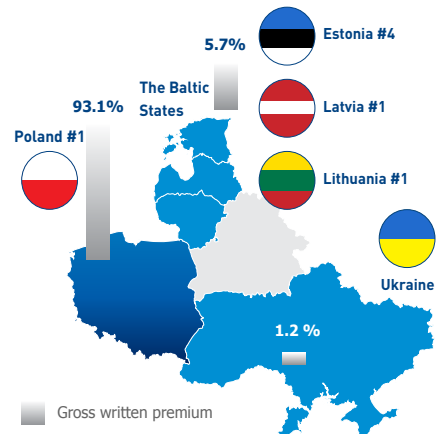 5.7%
Estonia #4
The Baltic
States
93.1%
Latvia #1
Poland #1
Lithuania #1
Ukraine
1.2 %
Gross written premium